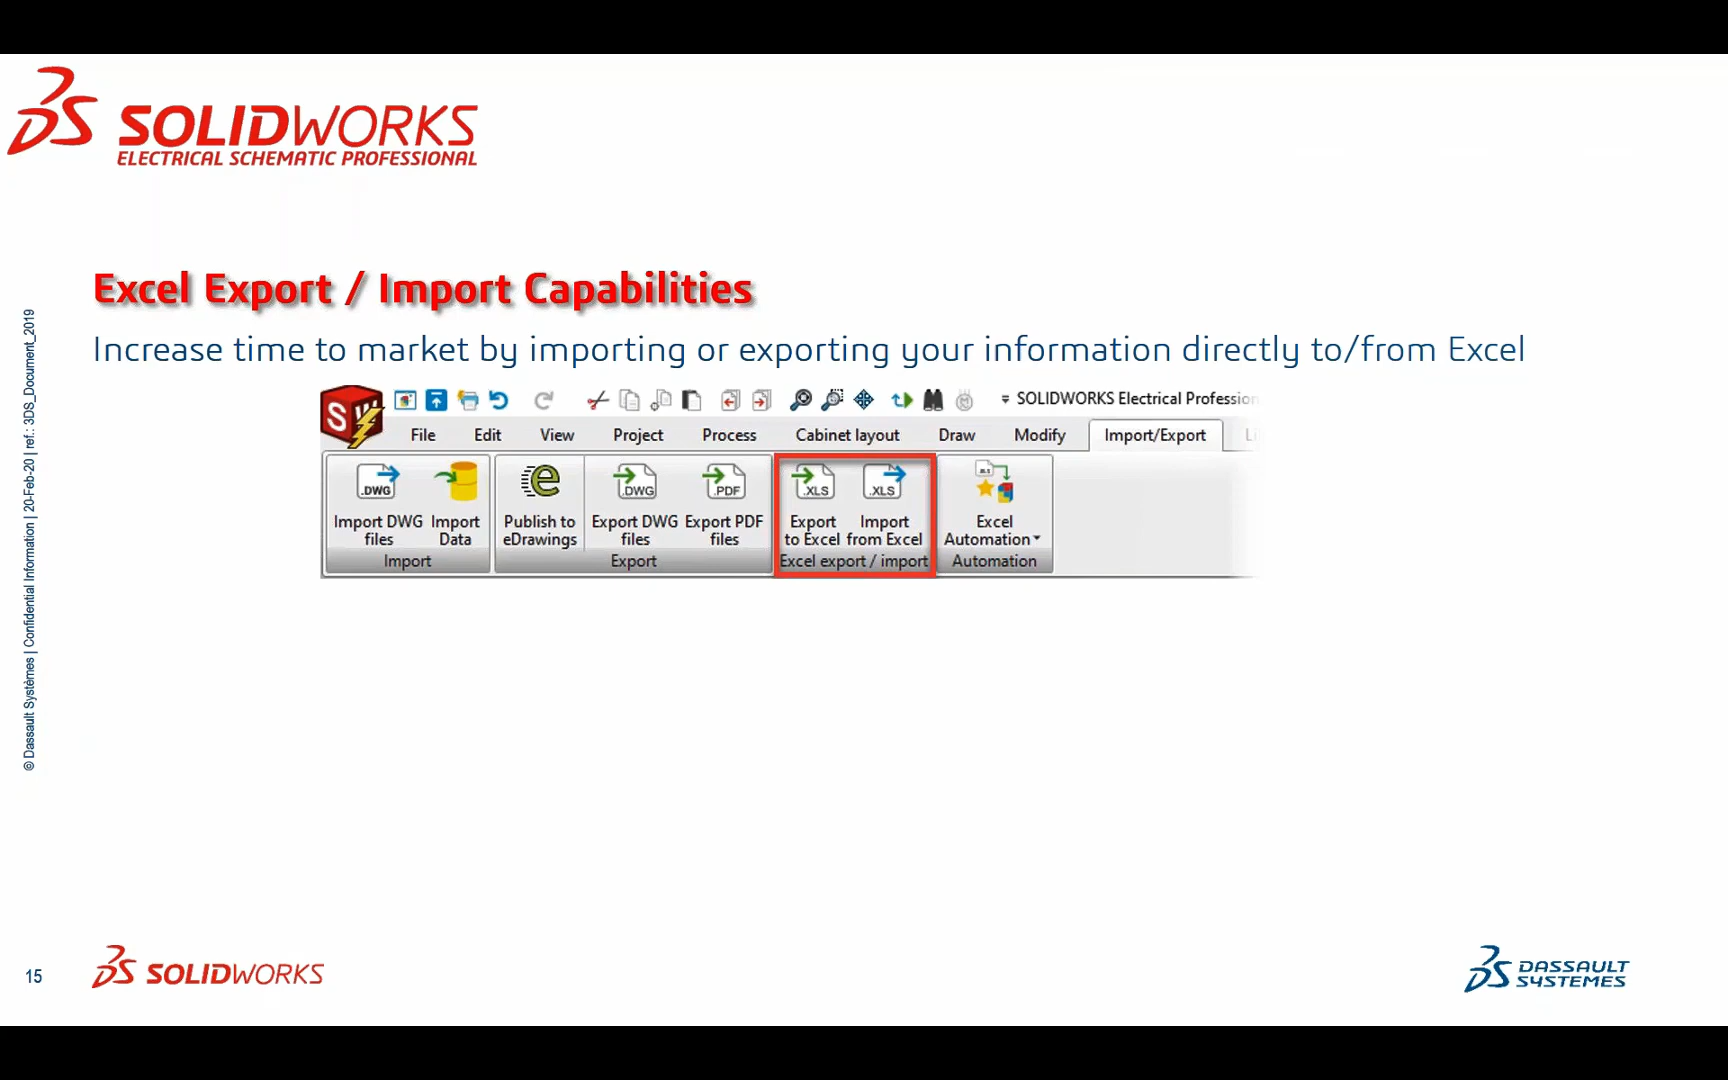 SOLIDWORKS
ELECTRICAL SCHEMATIC PROFESSIONAL
Excel Export / Import Capabilities
Increase time to market by importing or exporting your information directly to/from Excel
SOLIDWORKS Electrical Profession
File Edit View Project Process Cabinet layout Draw Modify Import/Export Li
.DWG .DWG .PDF .XLS .XLS
Import DWG files
Import Data
Publish to eDrawings
Export DWG files
Export PDF files
Export to Excel
Import from Excel
Excel Automation
Import Export Excel export / import Automation
© Dassault Systèmes | Confidential Information | 20-Feb-20 | ref.: 3DS_Document_2019
15
SOLIDWORKS
DASSAULT
SYSTEMES